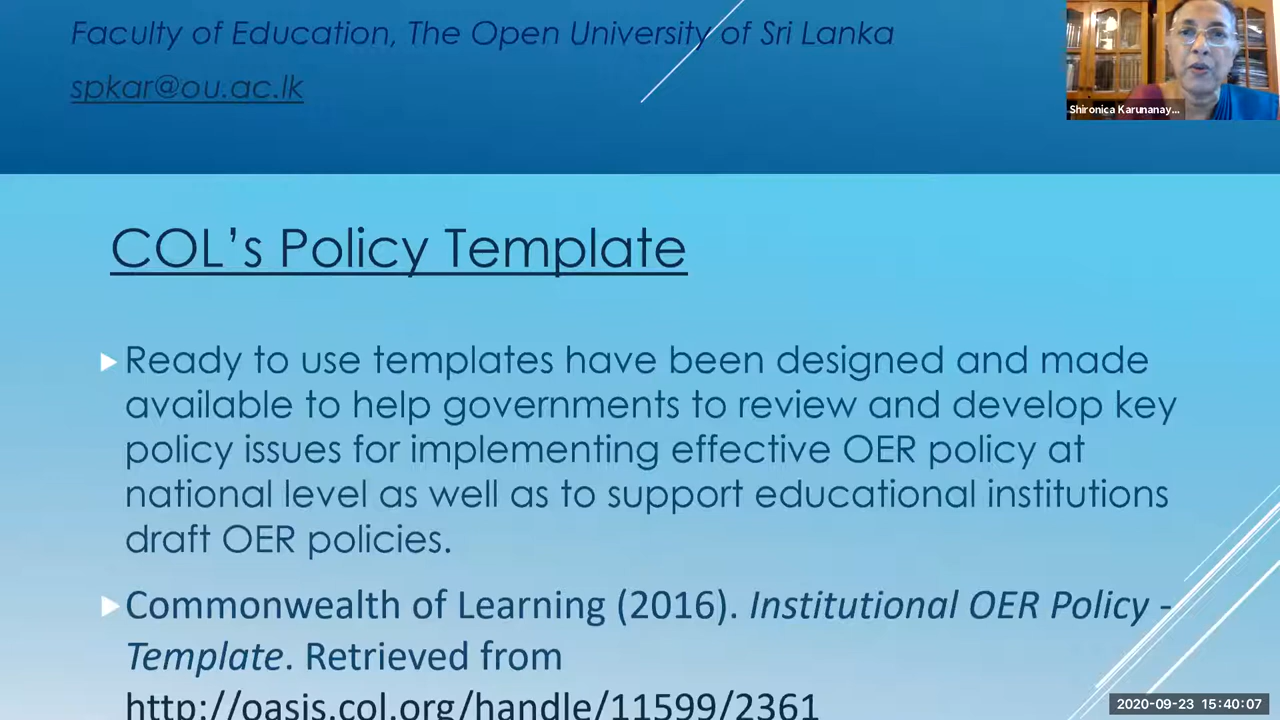 Faculty of Education, The Open University of Sri Lanka
spkar@ou.ac.lk
Shironica Karunanay...
COL’s Policy Template
Ready to use templates have been designed and made
available to help governments to review and develop key
policy issues for implementing effective OER policy at
national level as well as to support educational institutions
draft OER policies.
Commonwealth of Learning (2016). Institutional OER Policy -
Template. Retrieved from
http://oasis.col.org/handle/11599/2361
2020-09-23 15:40:07